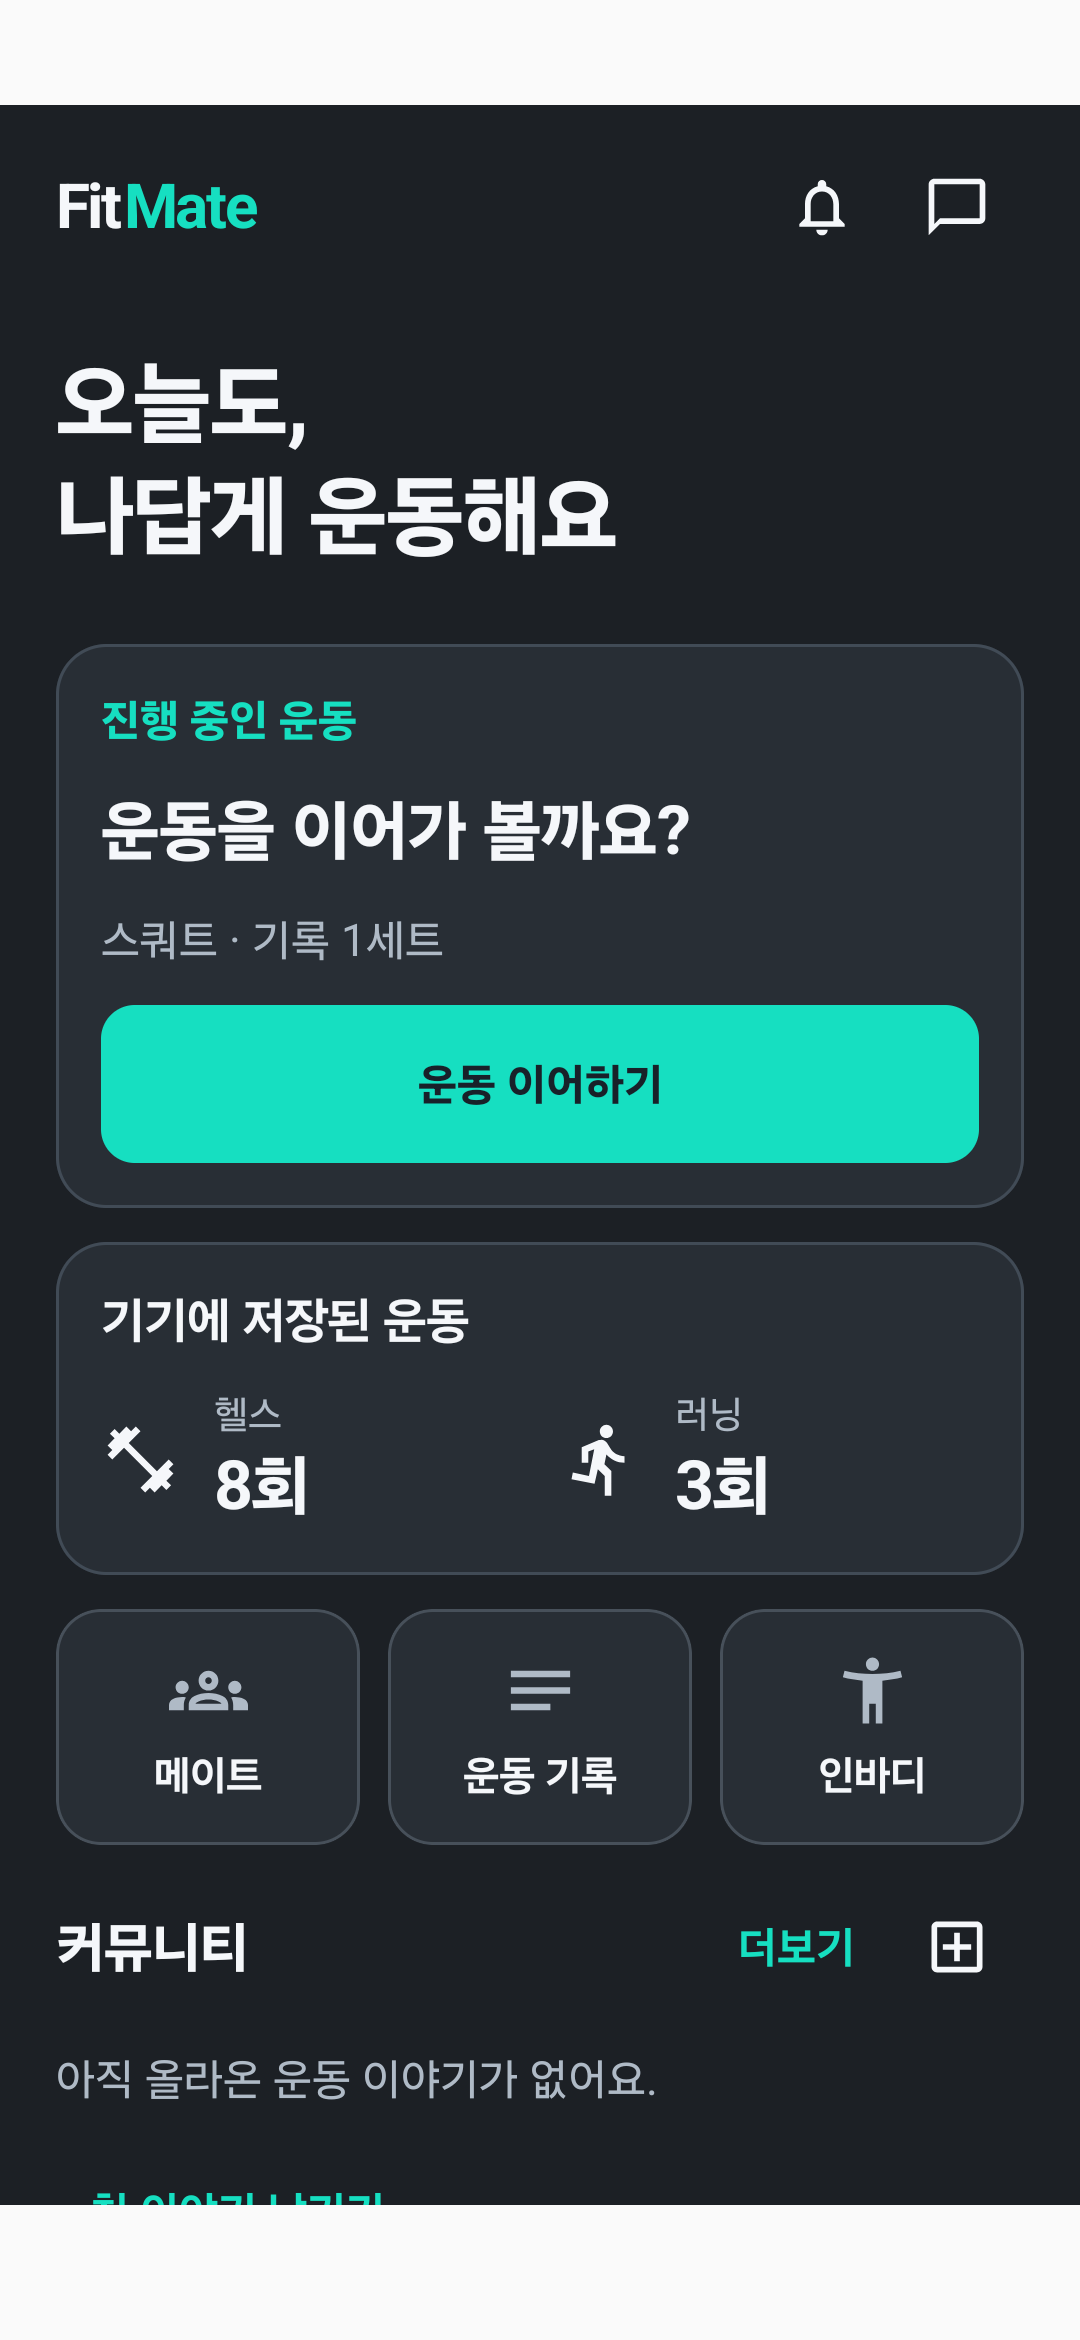 FitMate
오늘도,
나답게 운동해요
진행 중인 운동
운동을 이어가 볼까요?
스쿼트 · 기록 1세트
운동 이어하기
기기에 저장된 운동
헬스
8회
러닝
3회
메이트
운동 기록
인바디
커뮤니티
더보기
아직 올라온 운동 이야기가 없어요.